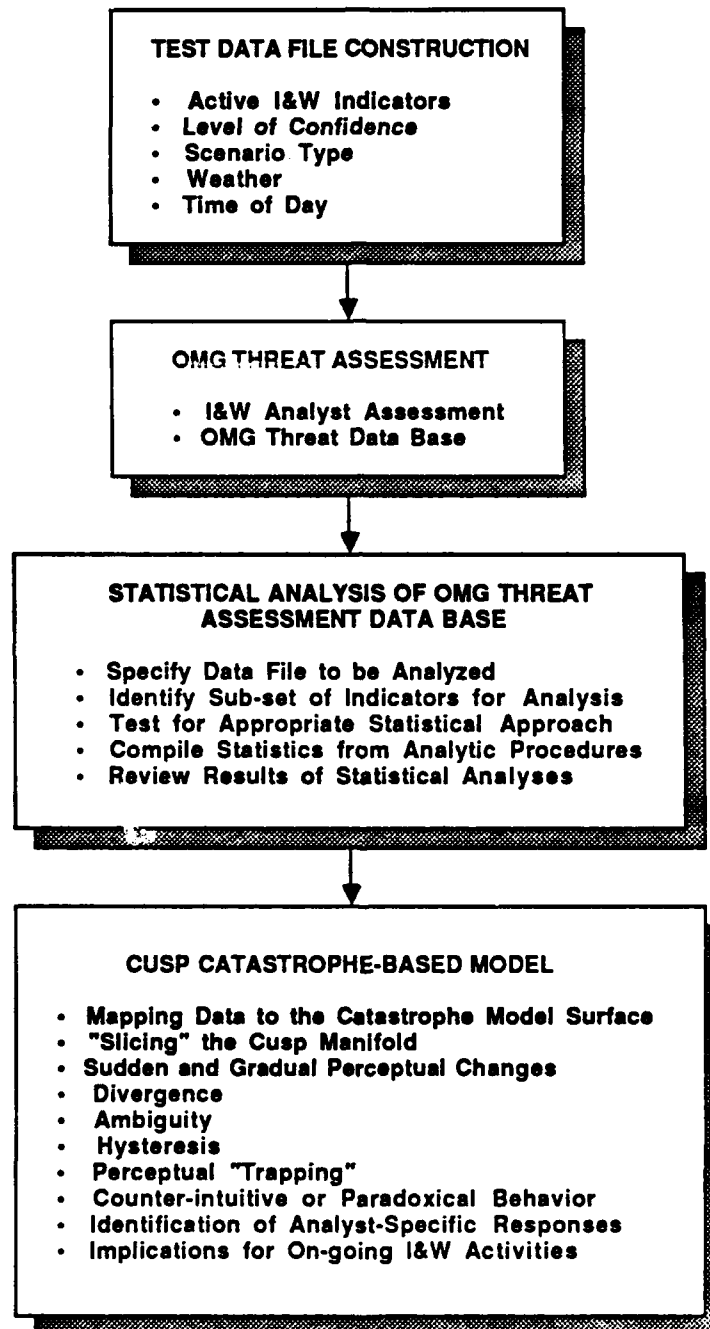 TEST DATA FILE CONSTRUCTION
• Active I&W Indicators
• Level of Confidence
• Scenario Type
• Weather
• Time of Day
OMG THREAT ASSESSMENT
• I&W Analyst Assessment
• OMG Threat Data Base
STATISTICAL ANALYSIS OF OMG THREAT
ASSESSMENT DATA BASE
• Specify Data File to be Analyzed
• Identify Sub-set of Indicators for Analysis
• Test for Appropriate Statistical Approach
• Compile Statistics from Analytic Procedures
• Review Results of Statistical Analyses
CUSP CATASTROPHE-BASED MODEL
• Mapping Data to the Catastrophe Model Surface
• "Slicing" the Cusp Manifold
• Sudden and Gradual Perceptual Changes
• Divergence
• Ambiguity
• Hysteresis
• Perceptual "Trapping"
• Counter-intuitive or Paradoxical Behavior
• Identification of Analyst-Specific Responses
• Implications for On-going I&W Activities